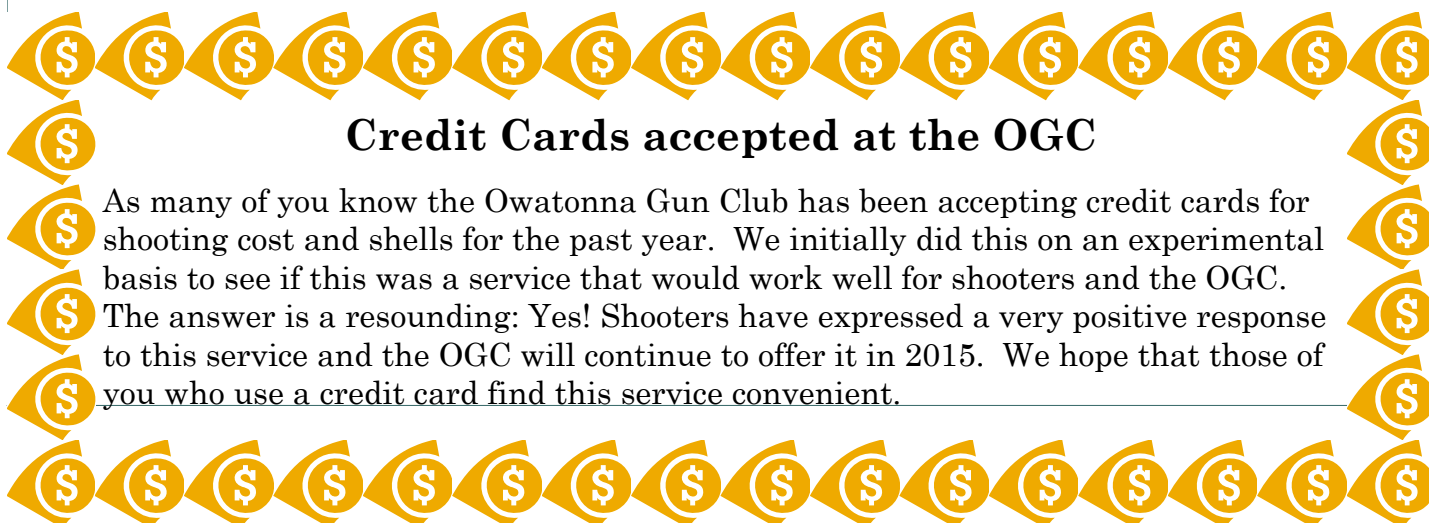 Credit Cards accepted at the OGC
As many of you know the Owatonna Gun Club has been accepting credit cards for
shooting cost and shells for the past year.  We initially did this on an experimental
basis to see if this was a service that would work well for shooters and the OGC.
The answer is a resounding: Yes! Shooters have expressed a very positive response
to this service and the OGC will continue to offer it in 2015.  We hope that those of
you who use a credit card find this service convenient.